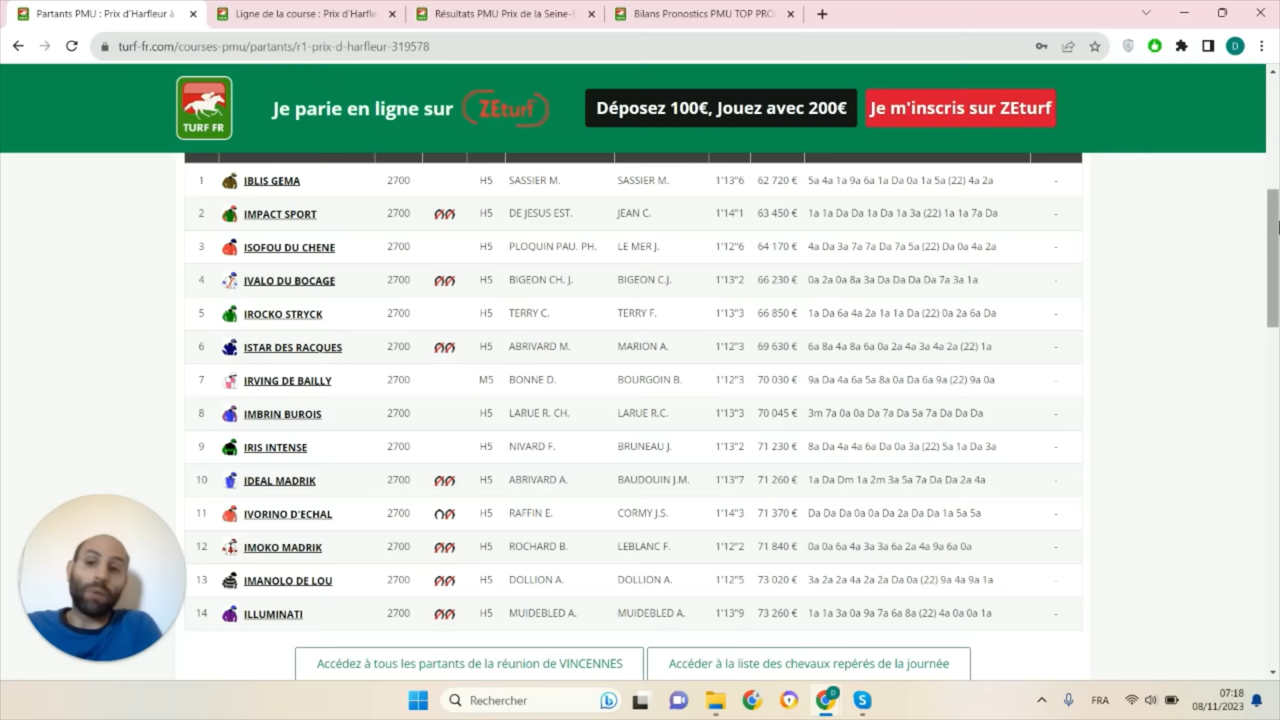 Partants PMU : Prix d'Harfleur à
Ligne de la course : Prix d'Harfle
Résultats PMU Prix de la Seine-
Bilans Pronostics PMU TOP PRO
turf-fr.com/courses-pmu/partants/r1-prix-d-harfleur-319578
D
TURF FR
Je parie en ligne sur ZEturf
Déposez 100€, Jouez avec 200€
Je m'inscris sur ZEturf
1 IBLIS GEMA 2700 H5 SASSIER M. SASSIER M. 1'13"6 62 720 € 5a 4a 1a 9a 6a 1a Da 0a 1a 5a (22) 4a 2a -
2 IMPACT SPORT 2700 H5 DE JESUS EST. JEAN C. 1'14"1 63 450 € 1a 1a Da Da 1a Da 1a 3a (22) 1a 1a 7a Da -
3 ISOFOU DU CHENE 2700 H5 PLOQUIN PAU. PH. LE MER J. 1'12"6 64 170 € 4a Da 3a 7a 7a Da 7a 5a (22) Da 0a 4a 2a -
4 IVALO DU BOCAGE 2700 H5 BIGEON CH. J. BIGEON C.J. 1'13"2 66 230 € 0a 2a 0a 8a 3a Da Da Da Da 7a 3a 1a -
5 IROCKO STRYCK 2700 H5 TERRY C. TERRY F. 1'13"3 66 850 € 1a Da 6a 4a 2a 1a 1a Da (22) 0a 2a 6a Da -
6 ISTAR DES RACQUES 2700 H5 ABRIVARD M. MARION A. 1'12"3 69 630 € 6a 8a 4a 8a 6a 0a 2a 4a 3a 4a 2a (22) 1a -
7 IRVING DE BAILLY 2700 M5 BONNE D. BOURGOIN B. 1'12"3 70 030 € 9a Da 4a 6a 5a 8a 0a Da 6a 9a (22) 9a 0a -
8 IMBRIN BUROIS 2700 H5 LARUE R. CH. LARUE R.C. 1'13"3 70 045 € 3m 7a 0a 0a Da 7a Da 5a 7a Da Da Da -
9 IRIS INTENSE 2700 H5 NIVARD F. BRUNEAU J. 1'13"2 71 230 € 8a Da 4a 4a 6a Da 0a 3a (22) 5a 1a Da 3a -
10 IDEAL MADRIK 2700 H5 ABRIVARD A. BAUDOUIN J.M. 1'13"7 71 260 € 1a Da Dm 1a 2m 3a 5a 7a Da Da 2a 4a -
11 IVORINO D'ECHAL 2700 H5 RAFFIN E. CORMY J.S. 1'14"3 71 370 € Da Da Da 0a 0a Da 2a Da Da 1a 5a 5a -
12 IMOKO MADRIK 2700 H5 ROCHARD B. LEBLANC F. 1'12"2 71 840 € 0a 0a 6a 4a 3a 3a 6a 2a 4a 9a 6a 0a -
13 IMANOLO DE LOU 2700 H5 DOLLION A. DOLLION A. 1'12"5 73 020 € 3a 2a 2a 4a 2a 2a Da 0a (22) 9a 4a 9a 1a -
14 ILLUMINATI 2700 H5 MUIDEBLED A. MUIDEBLED A. 1'13"9 73 260 € 1a 1a 3a 0a 9a 7a 6a 8a (22) 4a 0a 0a 1a -
Accédez à tous les partants de la réunion de VINCENNES
Accéder à la liste des chevaux repérés de la journée
Rechercher
FRA
07:18
08/11/2023